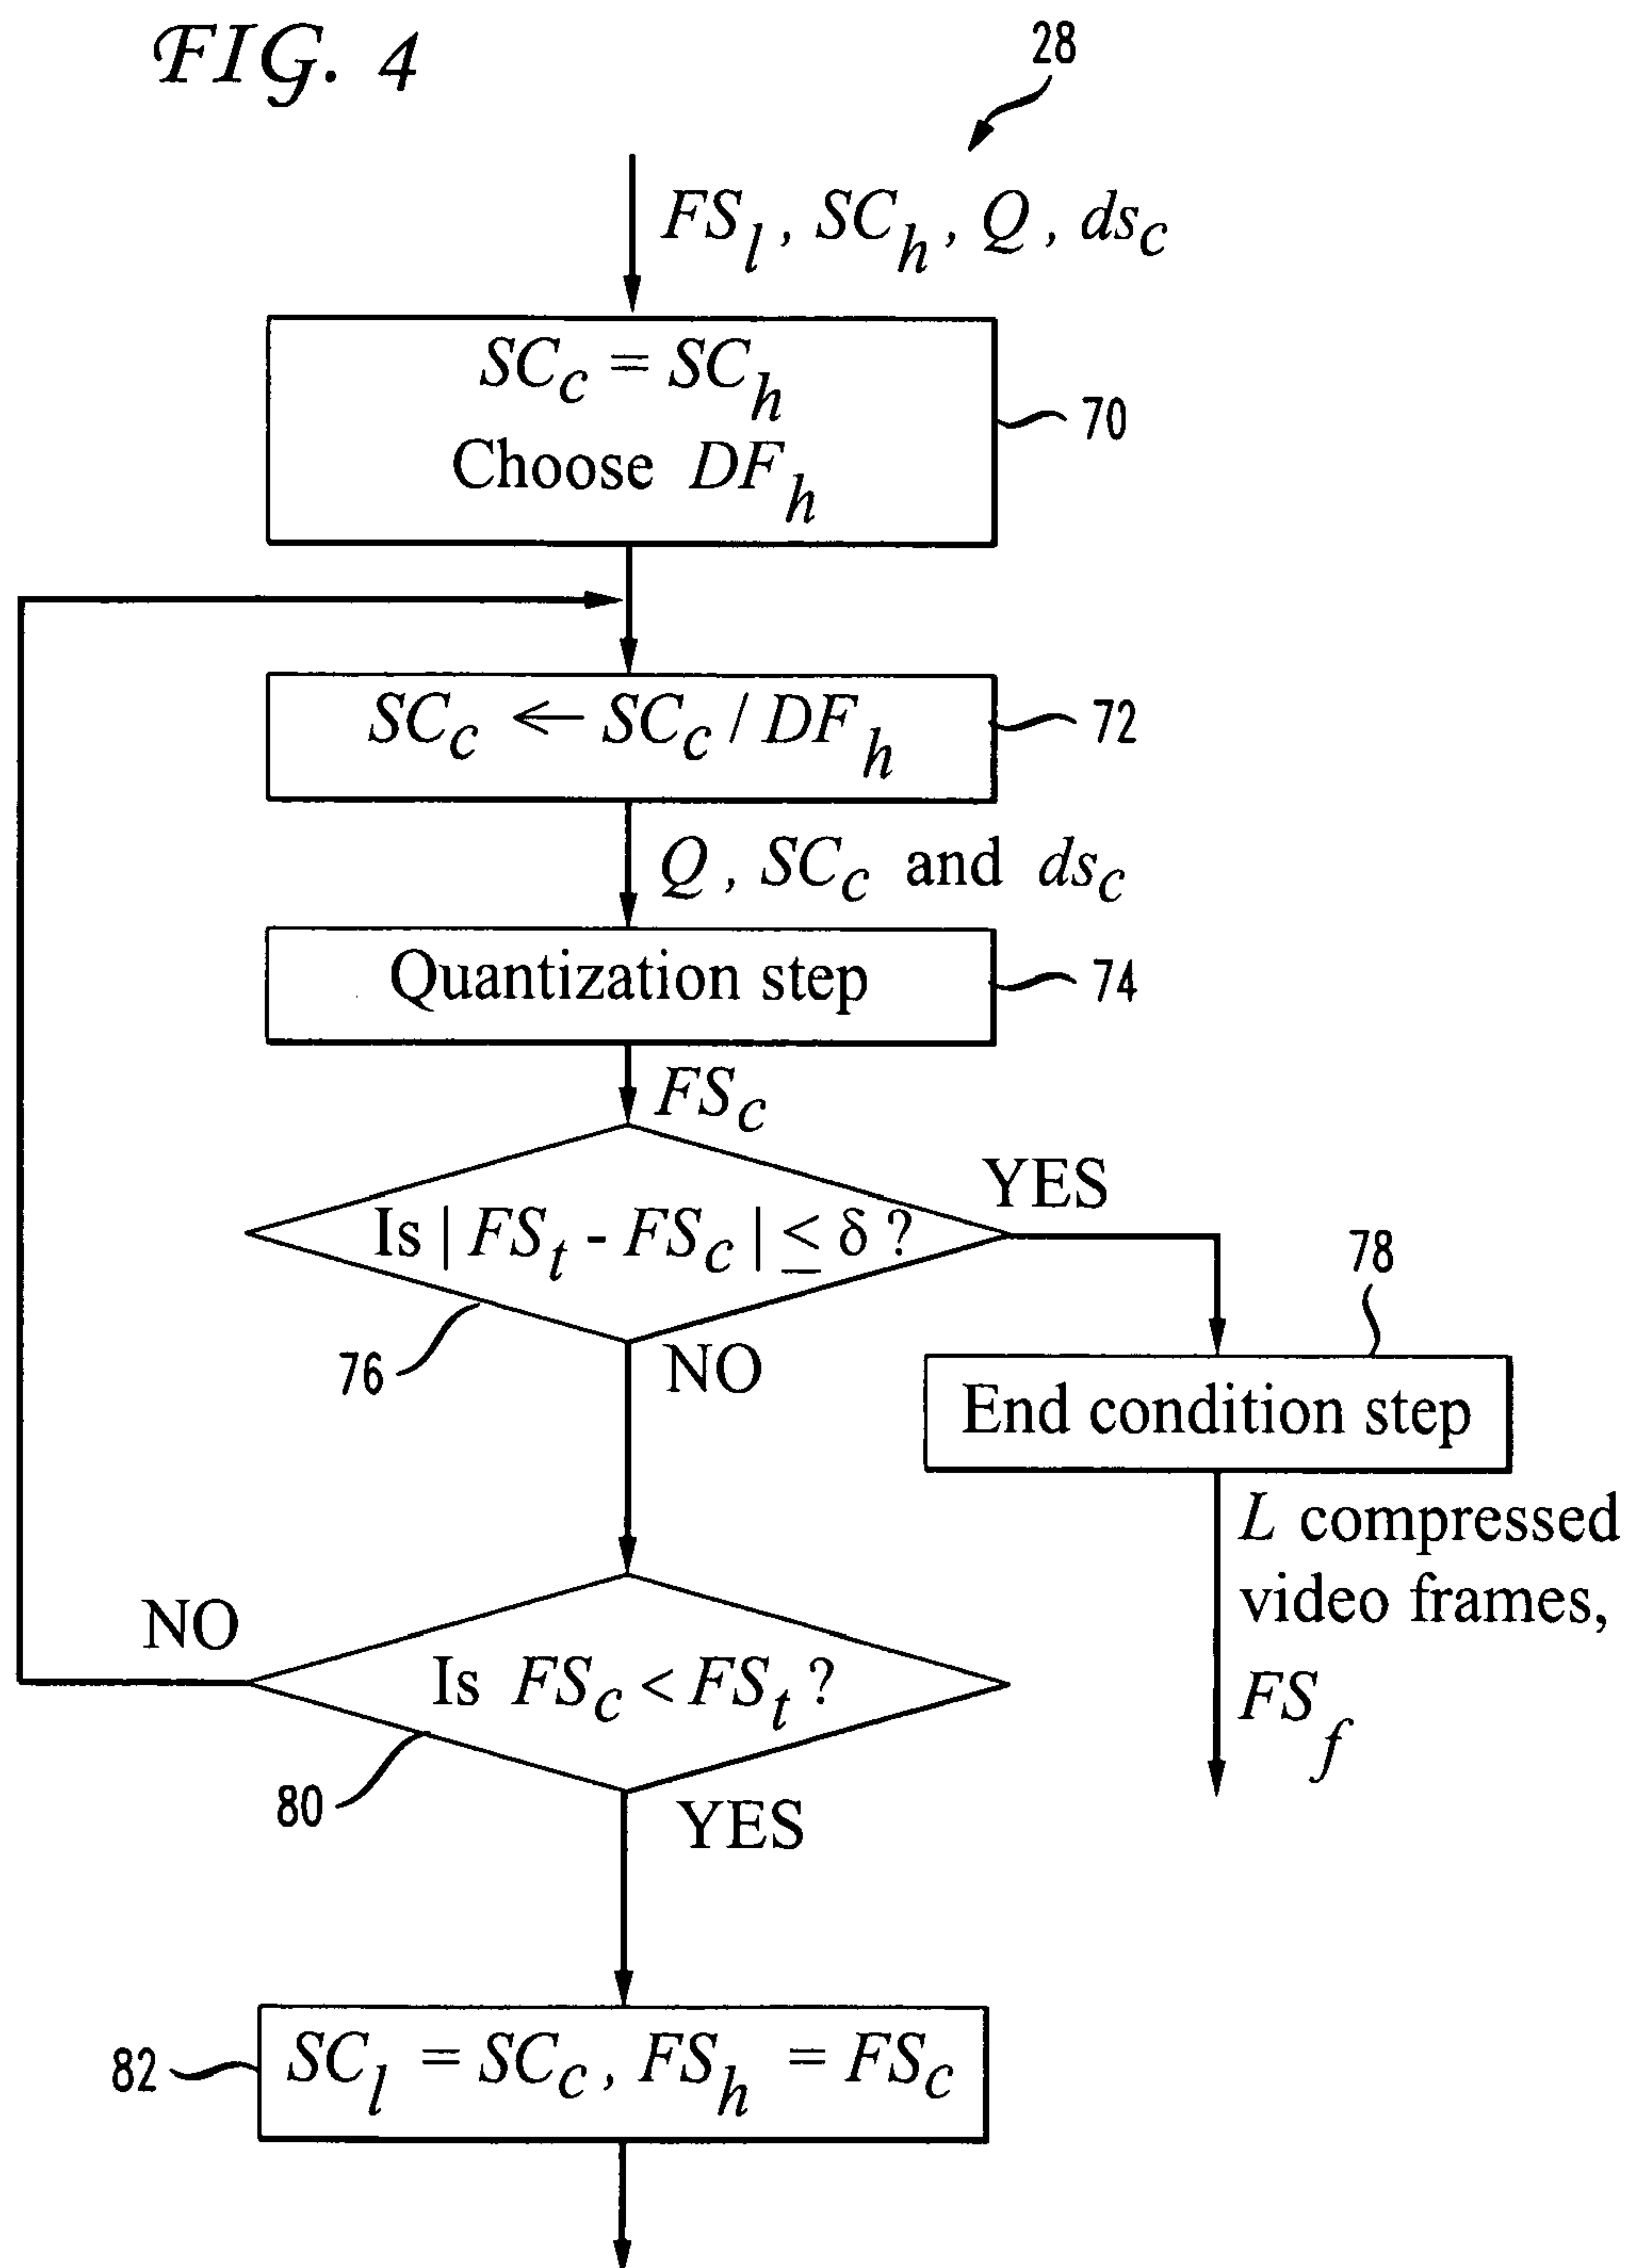 FIG. 4
28
FS_l, SC_h, Q, ds_c
SC_c = SC_h
Choose DF_h
70
SC_c ← SC_c / DF_h
72
Q, SC_c and ds_c
Quantization step
74
FS_c
Is | FS_t - FS_c | ≤ δ ?
YES
76
NO
78
End condition step
L compressed
video frames,
FS_f
NO
Is FS_c < FS_t ?
80
YES
82
SC_l = SC_c, FS_h = FS_c